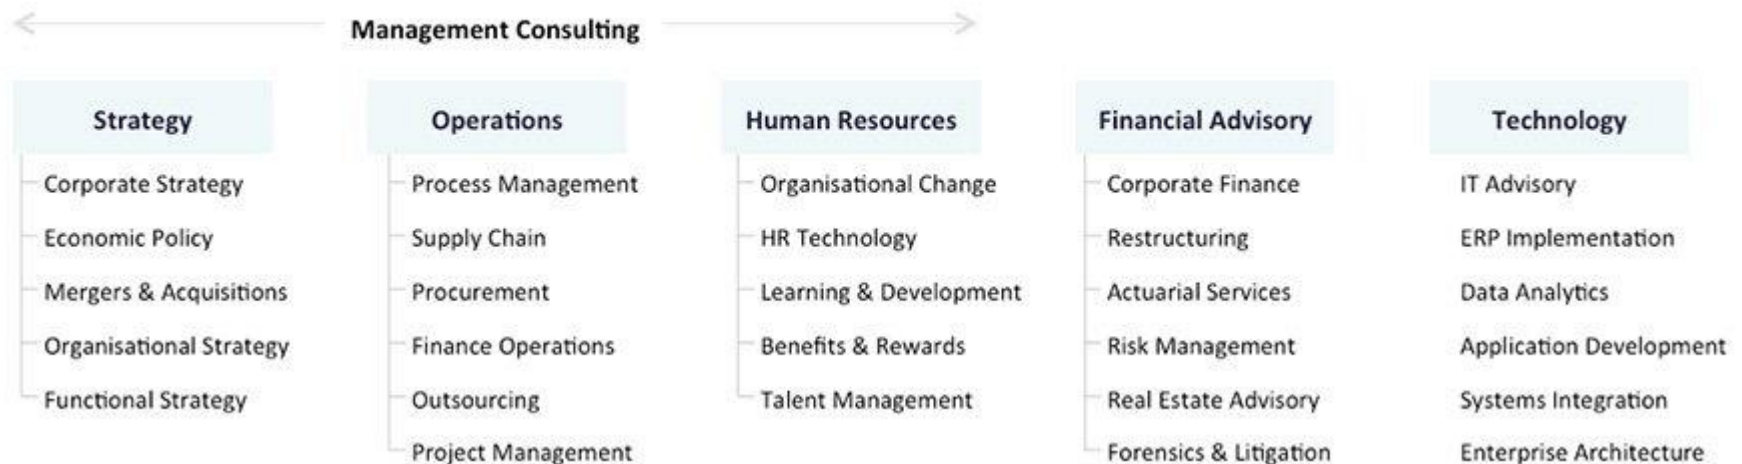 Management Consulting
Strategy
Corporate Strategy
Economic Policy
Mergers & Acquisitions
Organisational Strategy
Functional Strategy
Operations
Process Management
Supply Chain
Procurement
Finance Operations
Outsourcing
Project Management
Human Resources
Organisational Change
HR Technology
Learning & Development
Benefits & Rewards
Talent Management
Financial Advisory
Corporate Finance
Restructuring
Actuarial Services
Risk Management
Real Estate Advisory
Forensics & Litigation
Technology
IT Advisory
ERP Implementation
Data Analytics
Application Development
Systems Integration
Enterprise Architecture